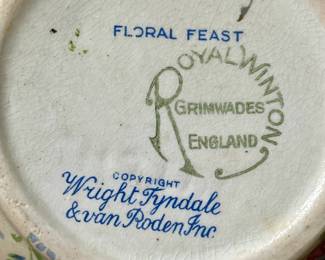 FLORAL FEAST
ROYAL WINTON
GRIMWADES
ENGLAND
COPYRIGHT
Wright Tyndale
& van Roden Inc.